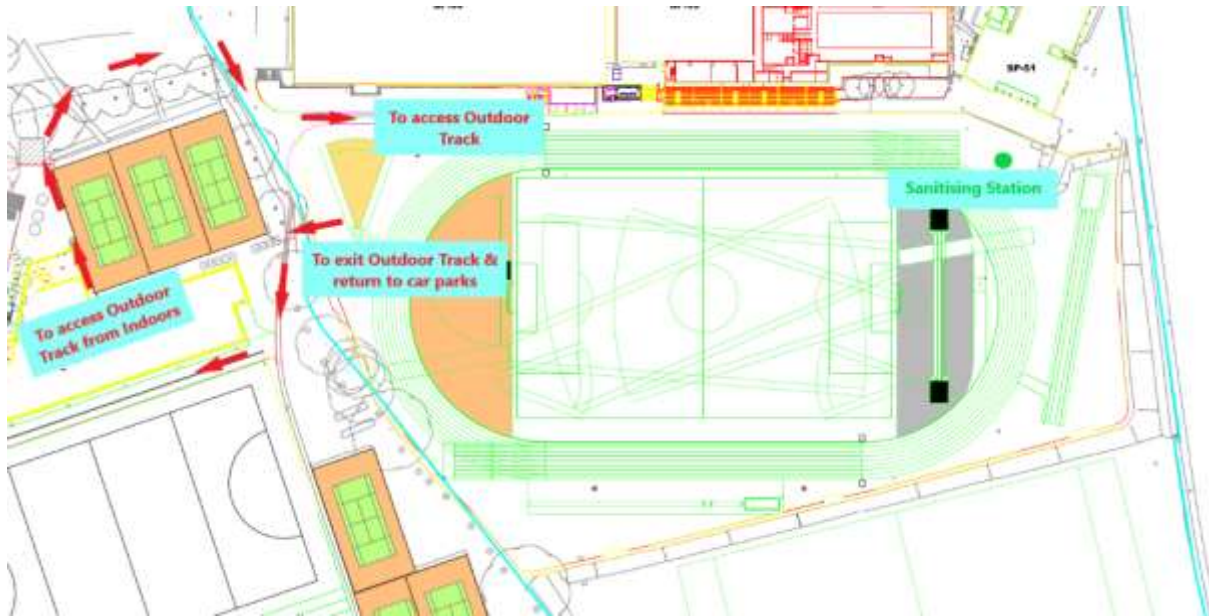 To access Outdoor
Track
SP-51
Sanitising Station
To exit Outdoor Track &
return to car parks
To access Outdoor
Track from Indoors